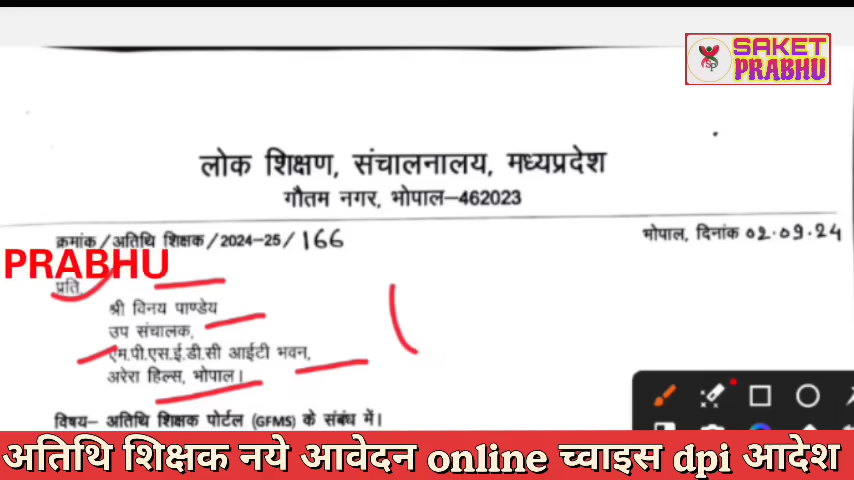 SAKET
PRABHU
SP
लोक शिक्षण, संचालनालय, मध्यप्रदेश
गौतम नगर, भोपाल–462023
क्रमांक/अतिथि शिक्षक/2024-25/166
भोपाल, दिनांक 02.09.24
PRABHU
प्रति,
श्री विनय पाण्डेय
उप संचालक,
एम.पी.एस.ई.डी.सी आईटी भवन,
अरेरा हिल्स, भोपाल।
विषय– अतिथि शिक्षक पोर्टल (GFMS) के संबंध में।
अतिथि शिक्षक नये आवेदन online च्वाइस dpi आदेश